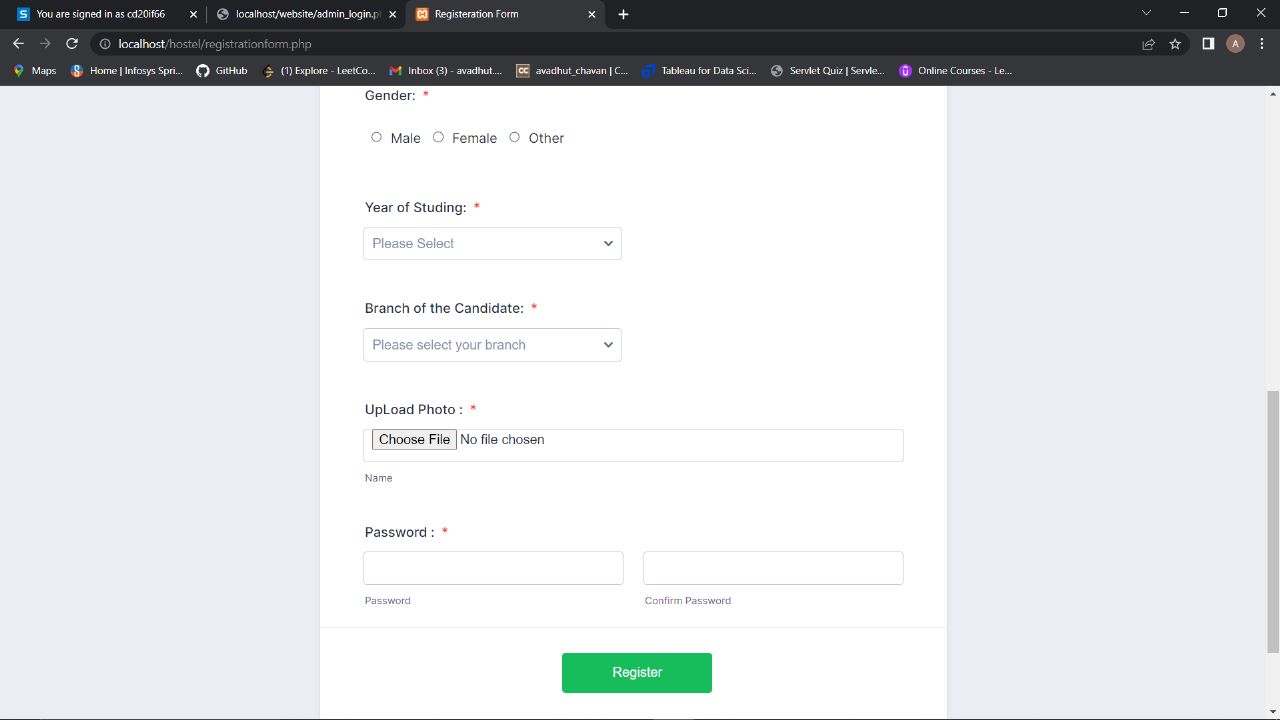 You are signed in as cd20if66
localhost/website/admin_login.p
Registeration Form
localhost/hostel/registrationform.php
A
Maps
Home | Infosys Spri...
GitHub
(1) Explore - LeetCo...
Inbox (3) - avadhut....
CC
avadhut_chavan | C...
Tableau for Data Sci...
Servlet Quiz | Servle...
Online Courses - Le...
Gender: *
Male Female Other
Year of Studing: *
Please Select
Branch of the Candidate: *
Please select your branch
UpLoad Photo : *
Choose File No file chosen
Name
Password : *
Password Confirm Password
Register